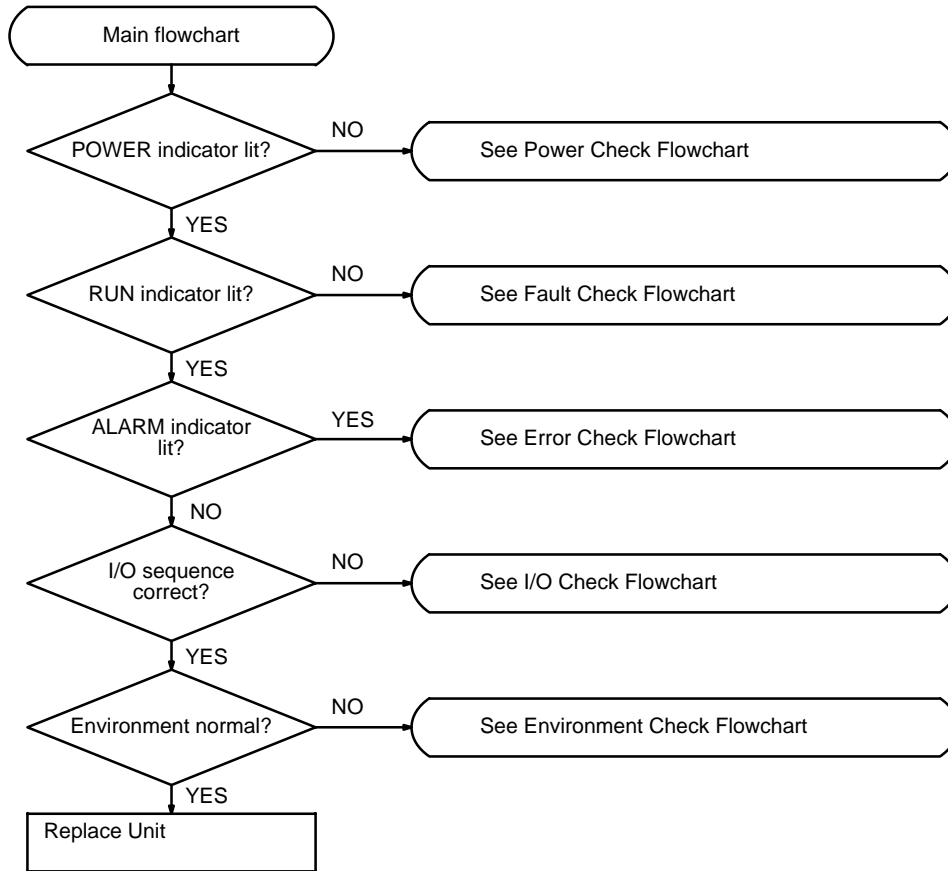 Main flowchart
POWER indicator lit?
NO
See Power Check Flowchart
YES
RUN indicator lit?
NO
See Fault Check Flowchart
YES
ALARM indicator
lit?
YES
See Error Check Flowchart
NO
I/O sequence
correct?
NO
See I/O Check Flowchart
YES
Environment normal?
NO
See Environment Check Flowchart
YES
Replace Unit